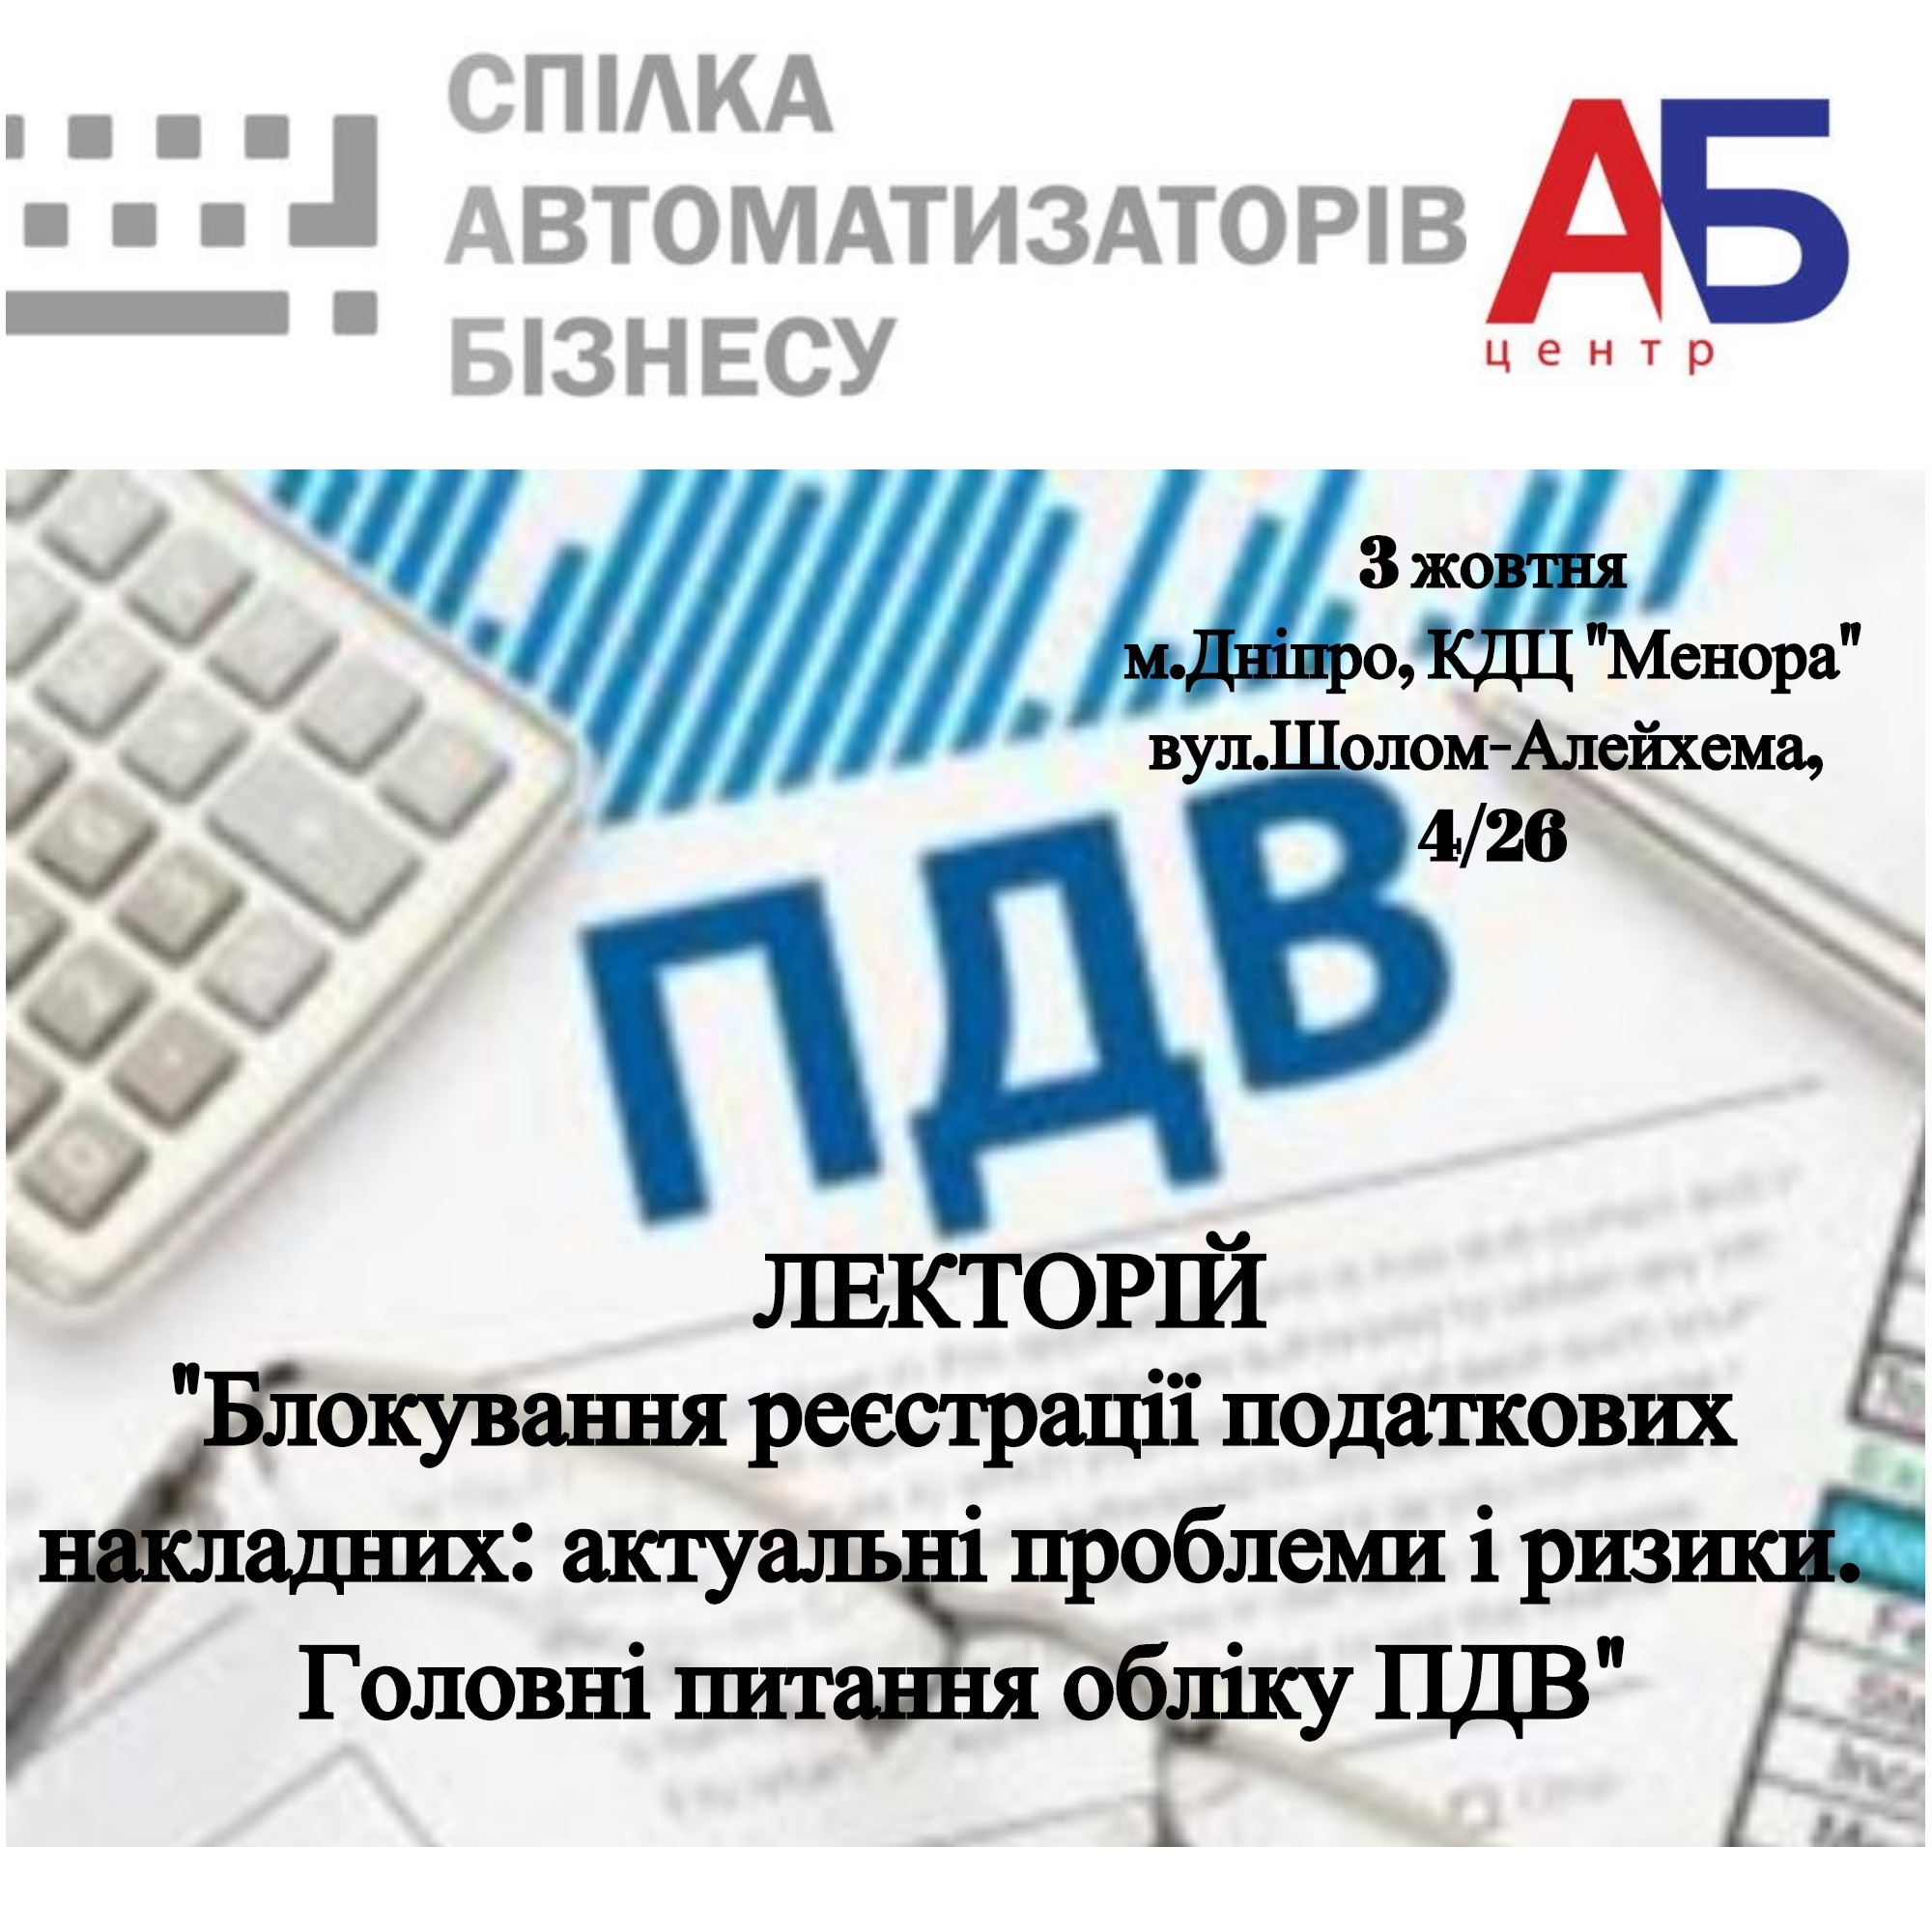 СПІЛКА
АВТОМАТИЗАТОРІВ
БІЗНЕСУ
АБ
центр
3 жовтня
м.Дніпро, КДЦ "Менора"
вул.Шолом-Алейхема,
4/26
ПДВ
ЛЕКТОРІЙ
"Блокування реєстрації податкових
накладних: актуальні проблеми і ризики.
Головні питання обліку ПДВ"